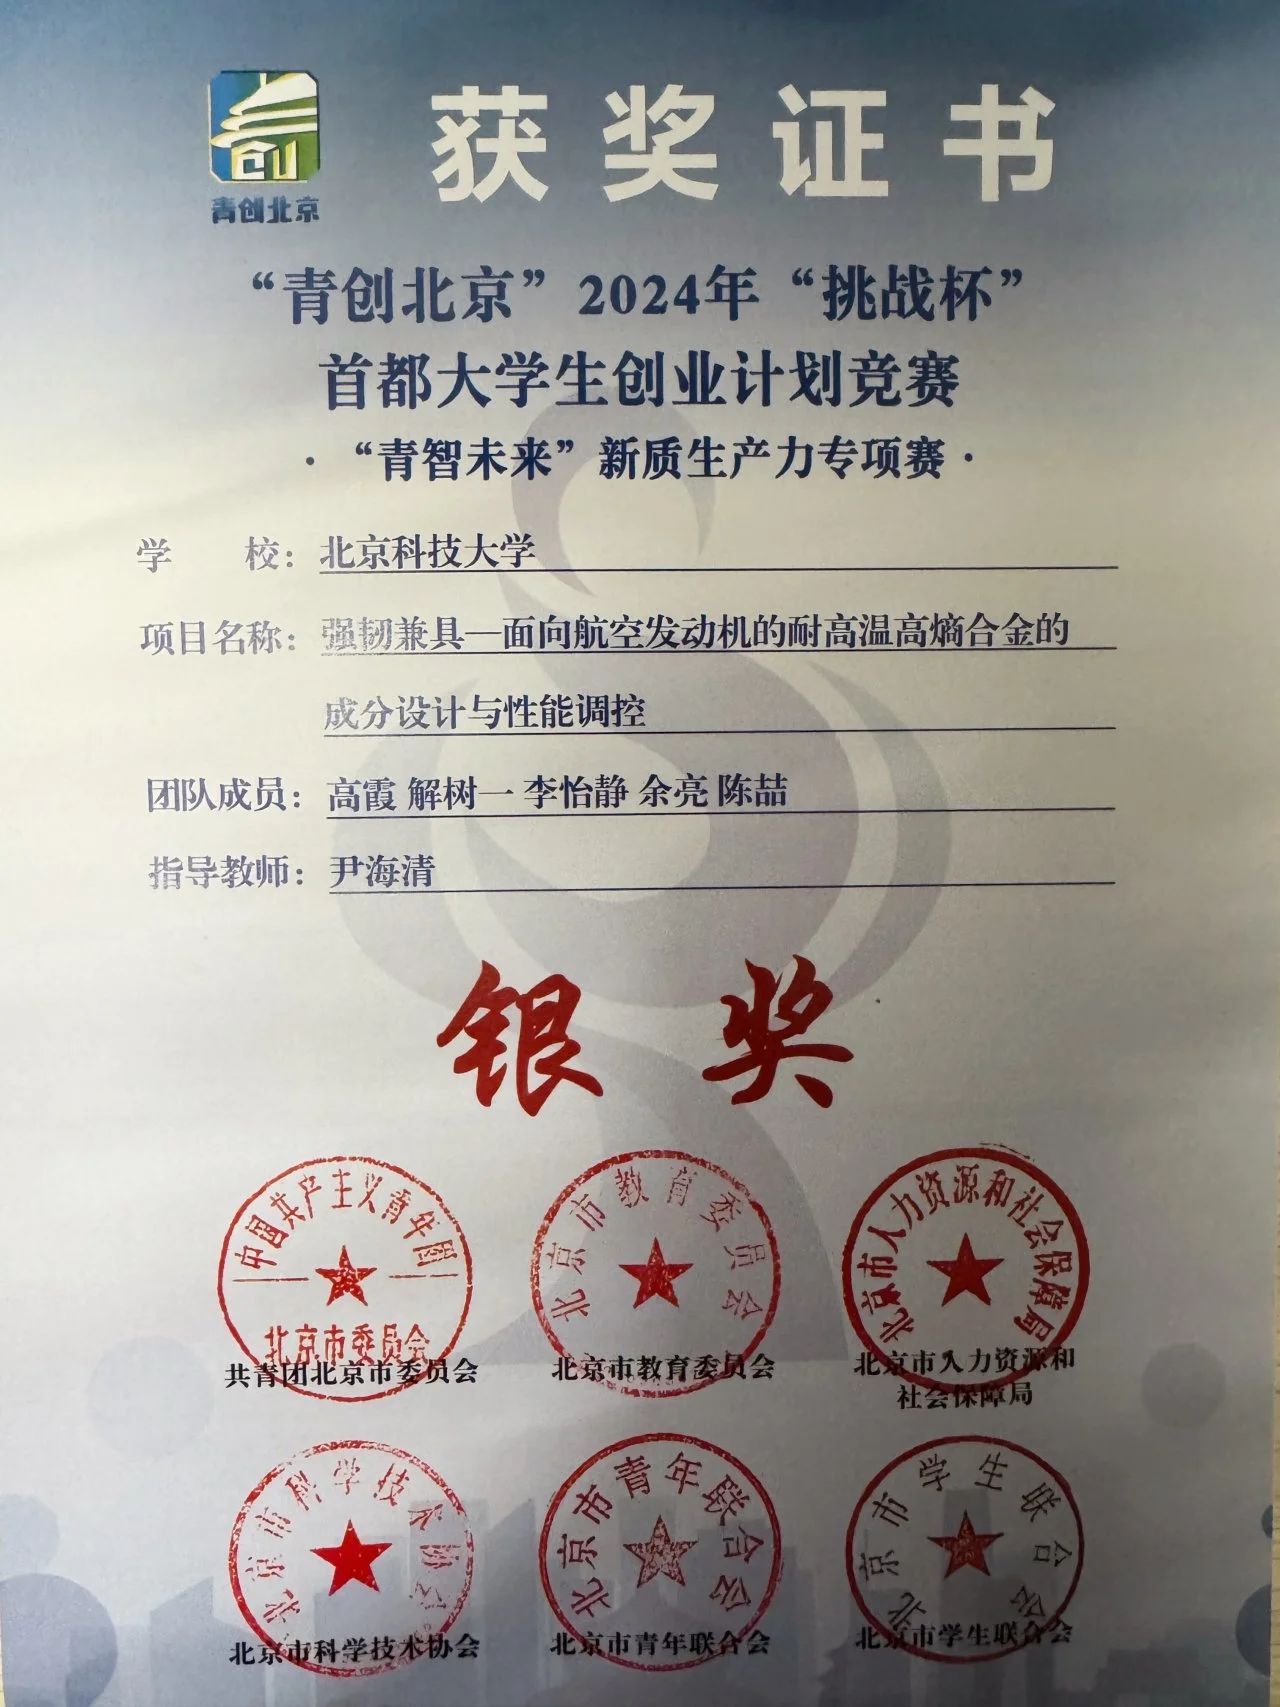 青创北京
获奖证书
“青创北京”2024年“挑战杯”
首都大学生创业计划竞赛
·“青智未来”新质生产力专项赛·
学 校：北京科技大学
项目名称：强韧兼具—面向航空发动机的耐高温高熵合金的
成分设计与性能调控
团队成员：高霞 解树一 李怡静 余亮 陈喆
指导教师：尹海清
银奖
中国共产主义青年团
北京市委员会
共青团北京市委员会
北京市教育委员会
北京市教育委员会
北京市人力资源和社会保障局
北京市人力资源和
社会保障局
北京市科学技术协会
北京市科学技术协会
北京市青年联合会
北京市青年联合会
北京市学生联合会
北京市学生联合会